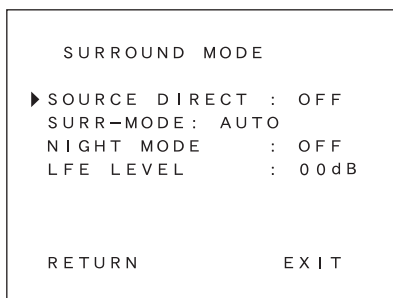 SURROUND MODE
SOURCE DIRECT : OFF
SURR-MODE: AUTO
NIGHT MODE : OFF
LFE LEVEL : 00dB
RETURN EXIT